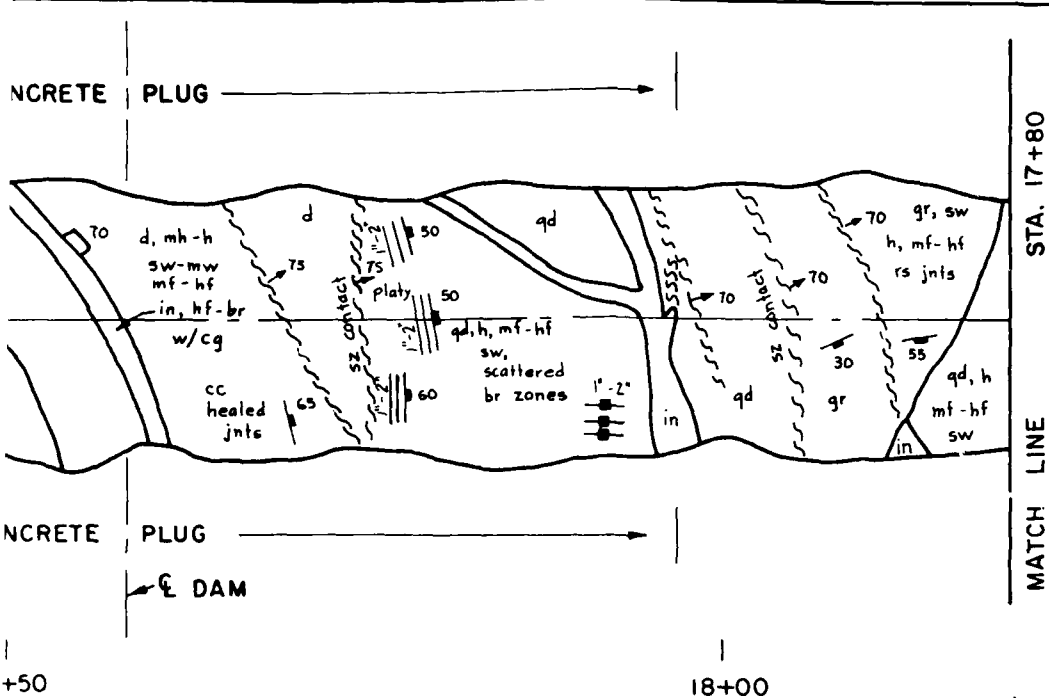 NCRETE PLUG
STA. 17+80
70
d, mh-h
sw-mw
mf-hf
in, hf-br
w/cg
cc
healed
jnts
65
d
75
sz contact
75
1"-2"
50
platy
1"-2"
50
1"-2"
60
qd
qd, h, mf-hf
sw,
scattered
br zones
1"-2"
in
70
qd
sz contact
70
30
gr
70
gr, sw
h, mf-hf
rs jnts
55
in
qd, h
mf-hf
sw
MATCH LINE
NCRETE PLUG
℄ DAM
+50
18+00